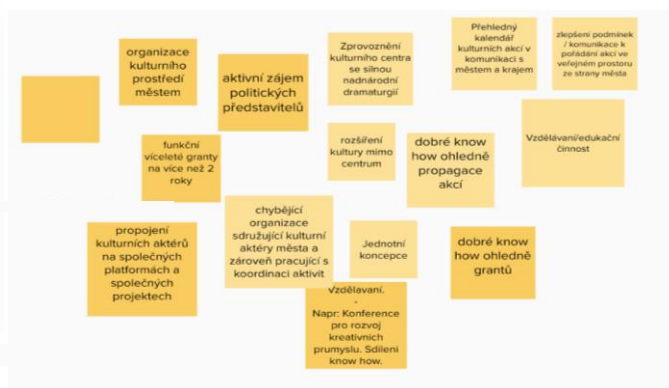 organizace
kulturního
prostředí
městem
aktivní zájem
politických
představitelů
Zprovoznění
kulturního centra
se silnou
nadnárodní
dramaturgií
Přehledný
kalendář
kulturních akcí v
komunikaci s
městem a krajem
zlepšení podmínek
/ komunikace k
pořádání akcí ve
veřejném prostoru
ze strany města
funkční
víceleté granty
na více než 2
roky
rozšíření
kultury mimo
centrum
dobré know
how ohledně
propagace
akcí
Vzdělávaní/edukační
činnost
propojení
kulturních aktérů
na společných
platformách a
společných
projektech
chybějící
organizace
sdružující kulturní
aktéry města a
zároveň pracující s
koordinaci aktivit
Jednotní
koncepce
dobré know
how ohledně
grantů
Vzdělavaní.
-
Napr: Konference
pro rozvoj
kreativních
prumyslu. Sdileni
know how.